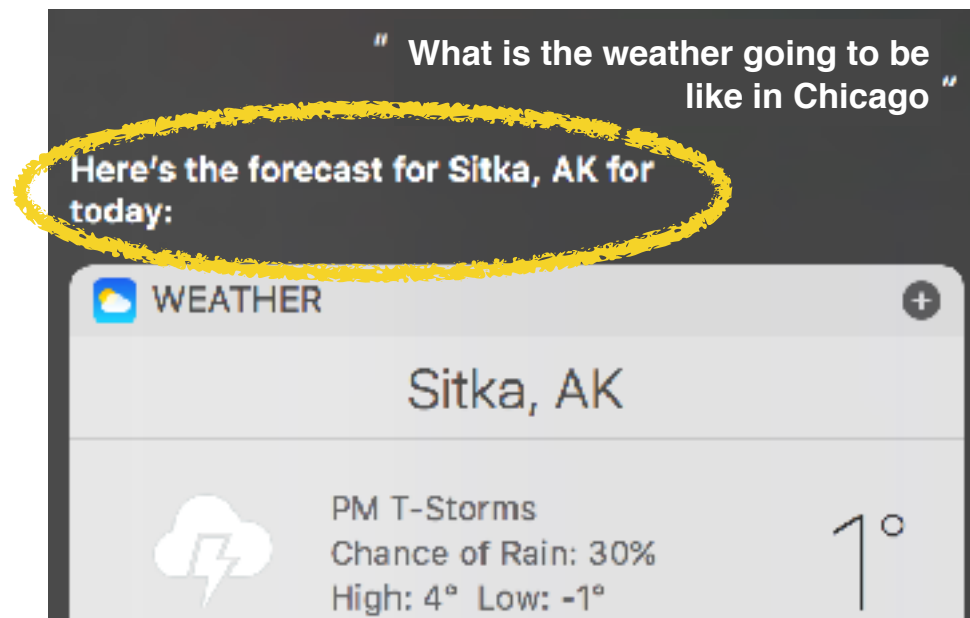 " What is the weather going to be
like in Chicago "
Here's the forecast for Sitka, AK for
today:
WEATHER
Sitka, AK
PM T-Storms
Chance of Rain: 30%
High: 4° Low: -1°
1°